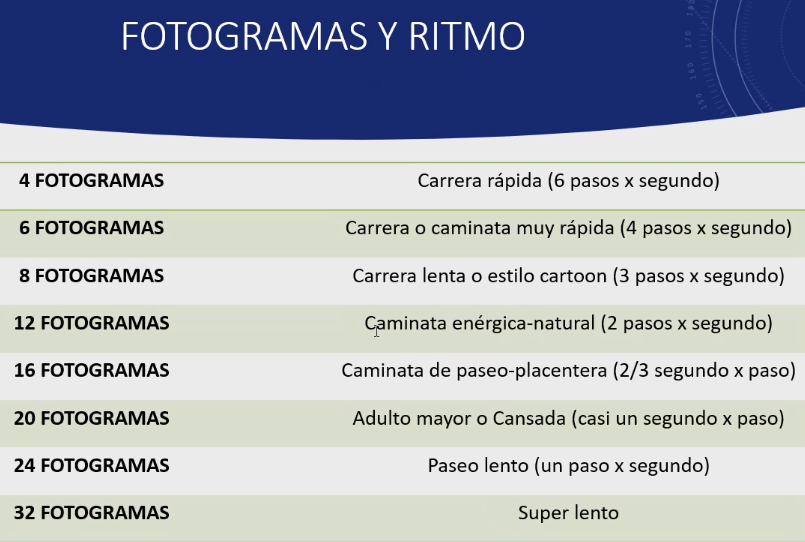 FOTOGRAMAS Y RITMO
4 FOTOGRAMAS Carrera rápida (6 pasos x segundo)
6 FOTOGRAMAS Carrera o caminata muy rápida (4 pasos x segundo)
8 FOTOGRAMAS Carrera lenta o estilo cartoon (3 pasos x segundo)
12 FOTOGRAMAS Caminata enérgica-natural (2 pasos x segundo)
16 FOTOGRAMAS Caminata de paseo-placentera (2/3 segundo x paso)
20 FOTOGRAMAS Adulto mayor o Cansada (casi un segundo x paso)
24 FOTOGRAMAS Paseo lento (un paso x segundo)
32 FOTOGRAMAS Super lento